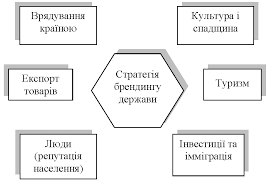 Врядування
країною
Культура і
спадщина
Експорт
товарів
Стратегія
брендингу
держави
Туризм
Люди
(репутація
населення)
Інвестиції та
імміграція